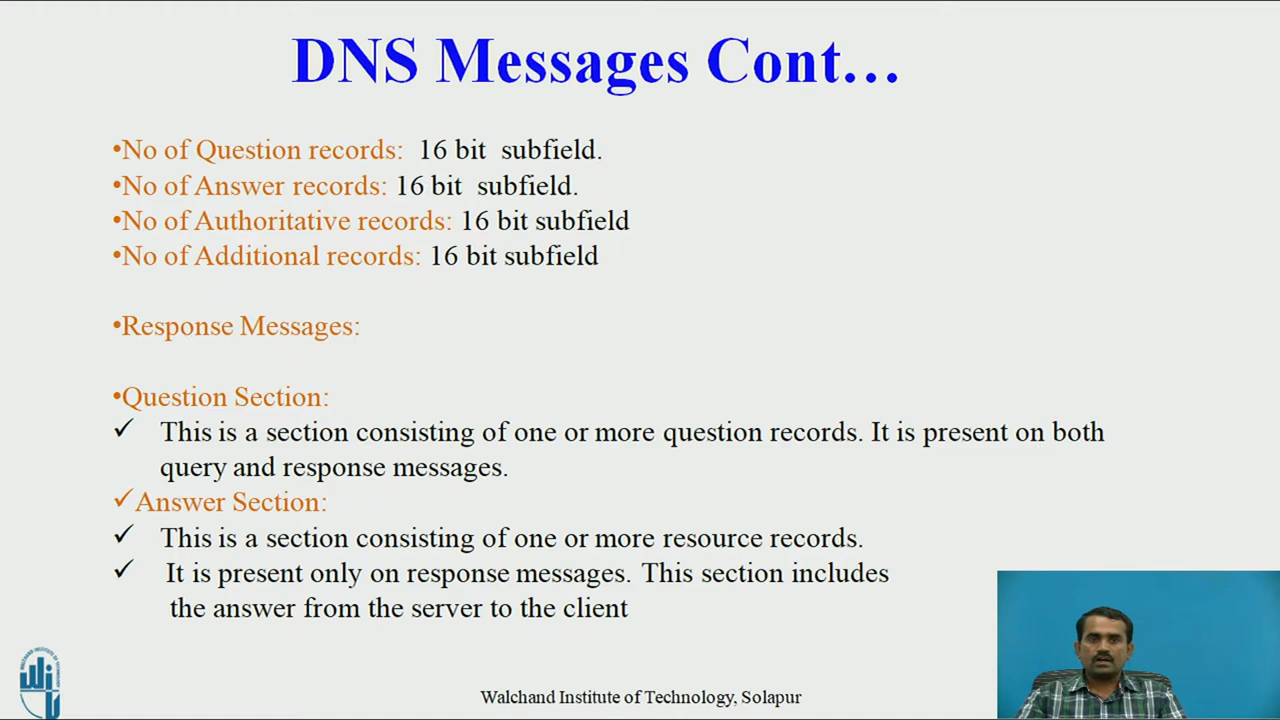 DNS Messages Cont…
•No of Question records: 16 bit subfield.
•No of Answer records: 16 bit subfield.
•No of Authoritative records: 16 bit subfield
•No of Additional records: 16 bit subfield
•Response Messages:
•Question Section:
✓ This is a section consisting of one or more question records. It is present on both
query and response messages.
✓Answer Section:
✓ This is a section consisting of one or more resource records.
✓ It is present only on response messages. This section includes
the answer from the server to the client
Walchand Institute of Technology, Solapur